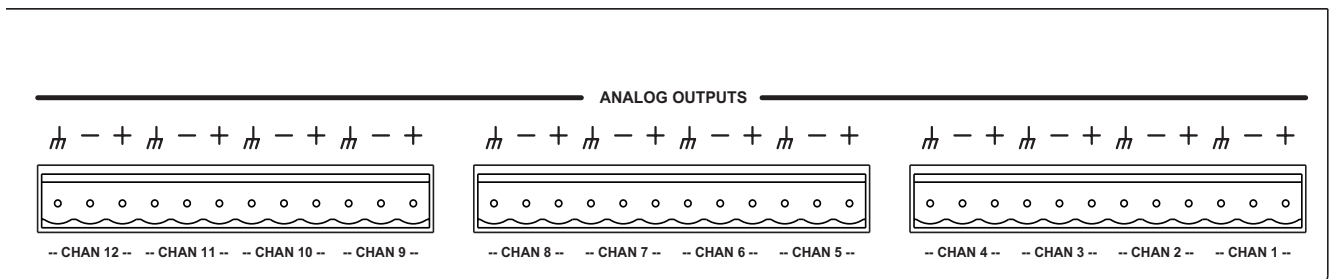 ANALOG OUTPUTS
− + − + − + − + − + − + − + − + − + − + − + − +
-- CHAN 12 -- -- CHAN 11 -- -- CHAN 10 -- -- CHAN 9 -- -- CHAN 8 -- -- CHAN 7 -- -- CHAN 6 -- -- CHAN 5 -- -- CHAN 4 -- -- CHAN 3 -- -- CHAN 2 -- -- CHAN 1 --